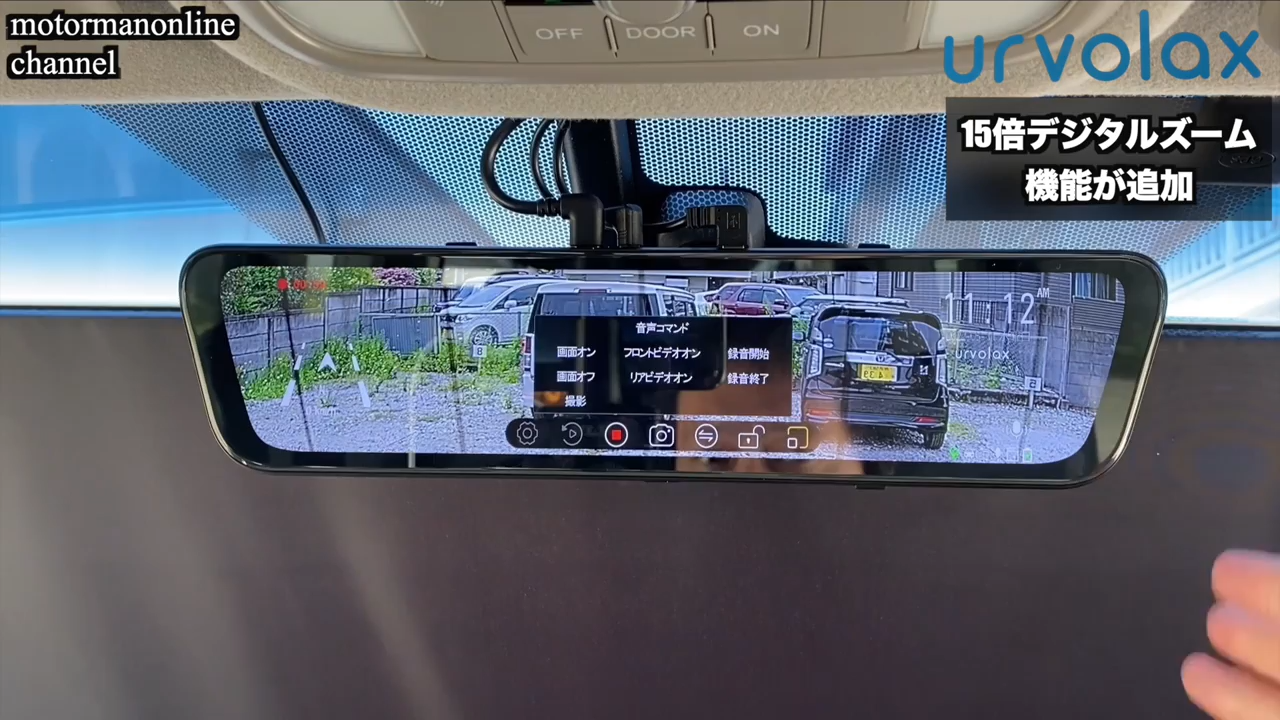 motormanonline
channel
OFF
DOOR
ON
urvolax
15倍デジタルズーム
機能が追加
11:12 AM
urvolax
音声コマンド
画面オン フロントビデオオン 録音開始
画面オフ リアビデオオン 録音終了
撮影